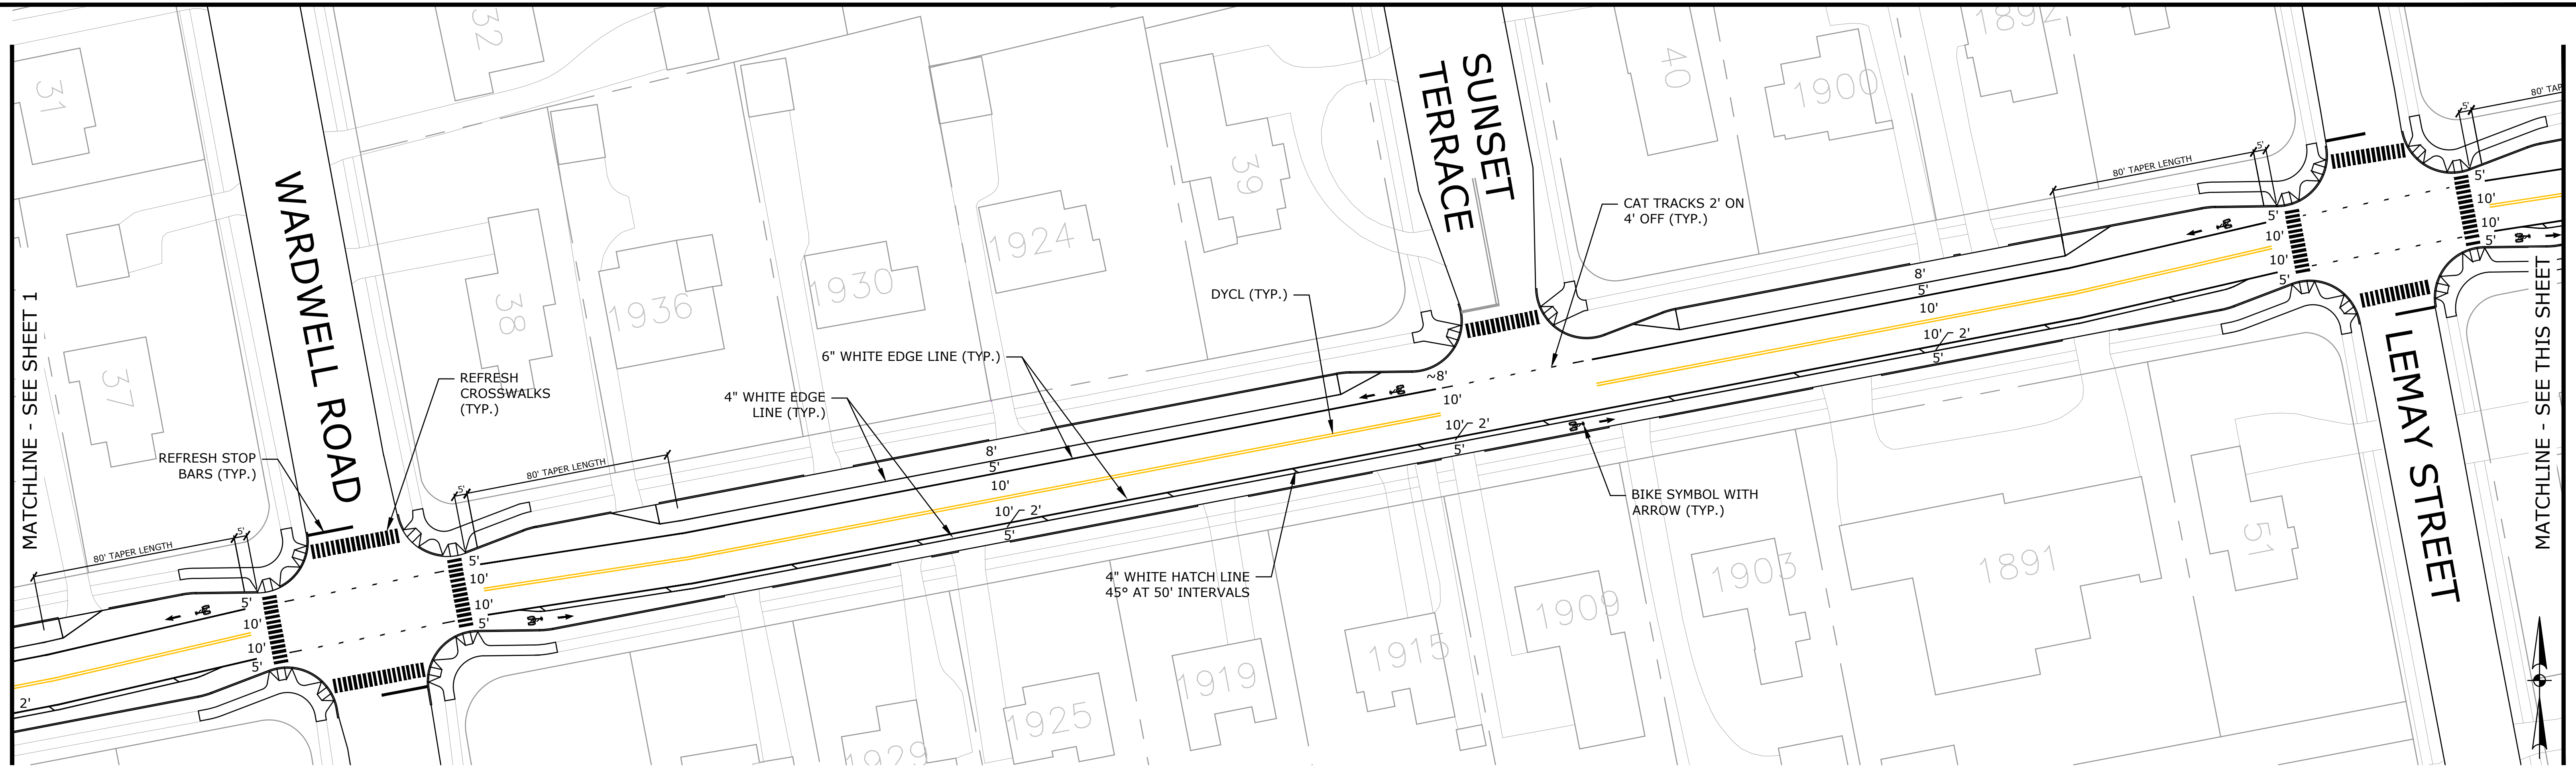 MATCHLINE - SEE SHEET 1
31
32
37
38
WARDWELL ROAD
REFRESH STOP
BARS (TYP.)
REFRESH
CROSSWALKS
(TYP.)
80' TAPER LENGTH
5'
5'
10'
10'
5'
2'
5'
80' TAPER LENGTH
5'
10'
10'
5'
1936
1930
1924
39
4" WHITE EDGE
LINE (TYP.)
6" WHITE EDGE LINE (TYP.)
8'
5'
10'
10'
2'
5'
DYCL (TYP.)
4" WHITE HATCH LINE
45° AT 50' INTERVALS
1929
1925
1919
1915
SUNSET
TERRACE
CAT TRACKS 2' ON
4' OFF (TYP.)
~8'
10'
10'
2'
5'
BIKE SYMBOL WITH
ARROW (TYP.)
40
1900
1892
8'
5'
10'
10'
2'
5'
1909
1903
1891
51
80' TAPER LENGTH
5'
5'
10'
10'
5'
LEMAY STREET
5'
80' TAP
5'
10'
10'
5'
MATCHLINE - SEE THIS SHEET